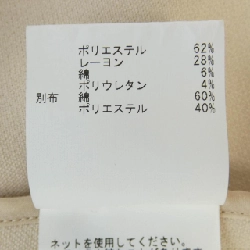 ポリエステル 62%
レーヨン 28%
綿 6%
ポリウレタン 4%
別布 綿 60%
ポリエステル 40%
ネットを使用してください。